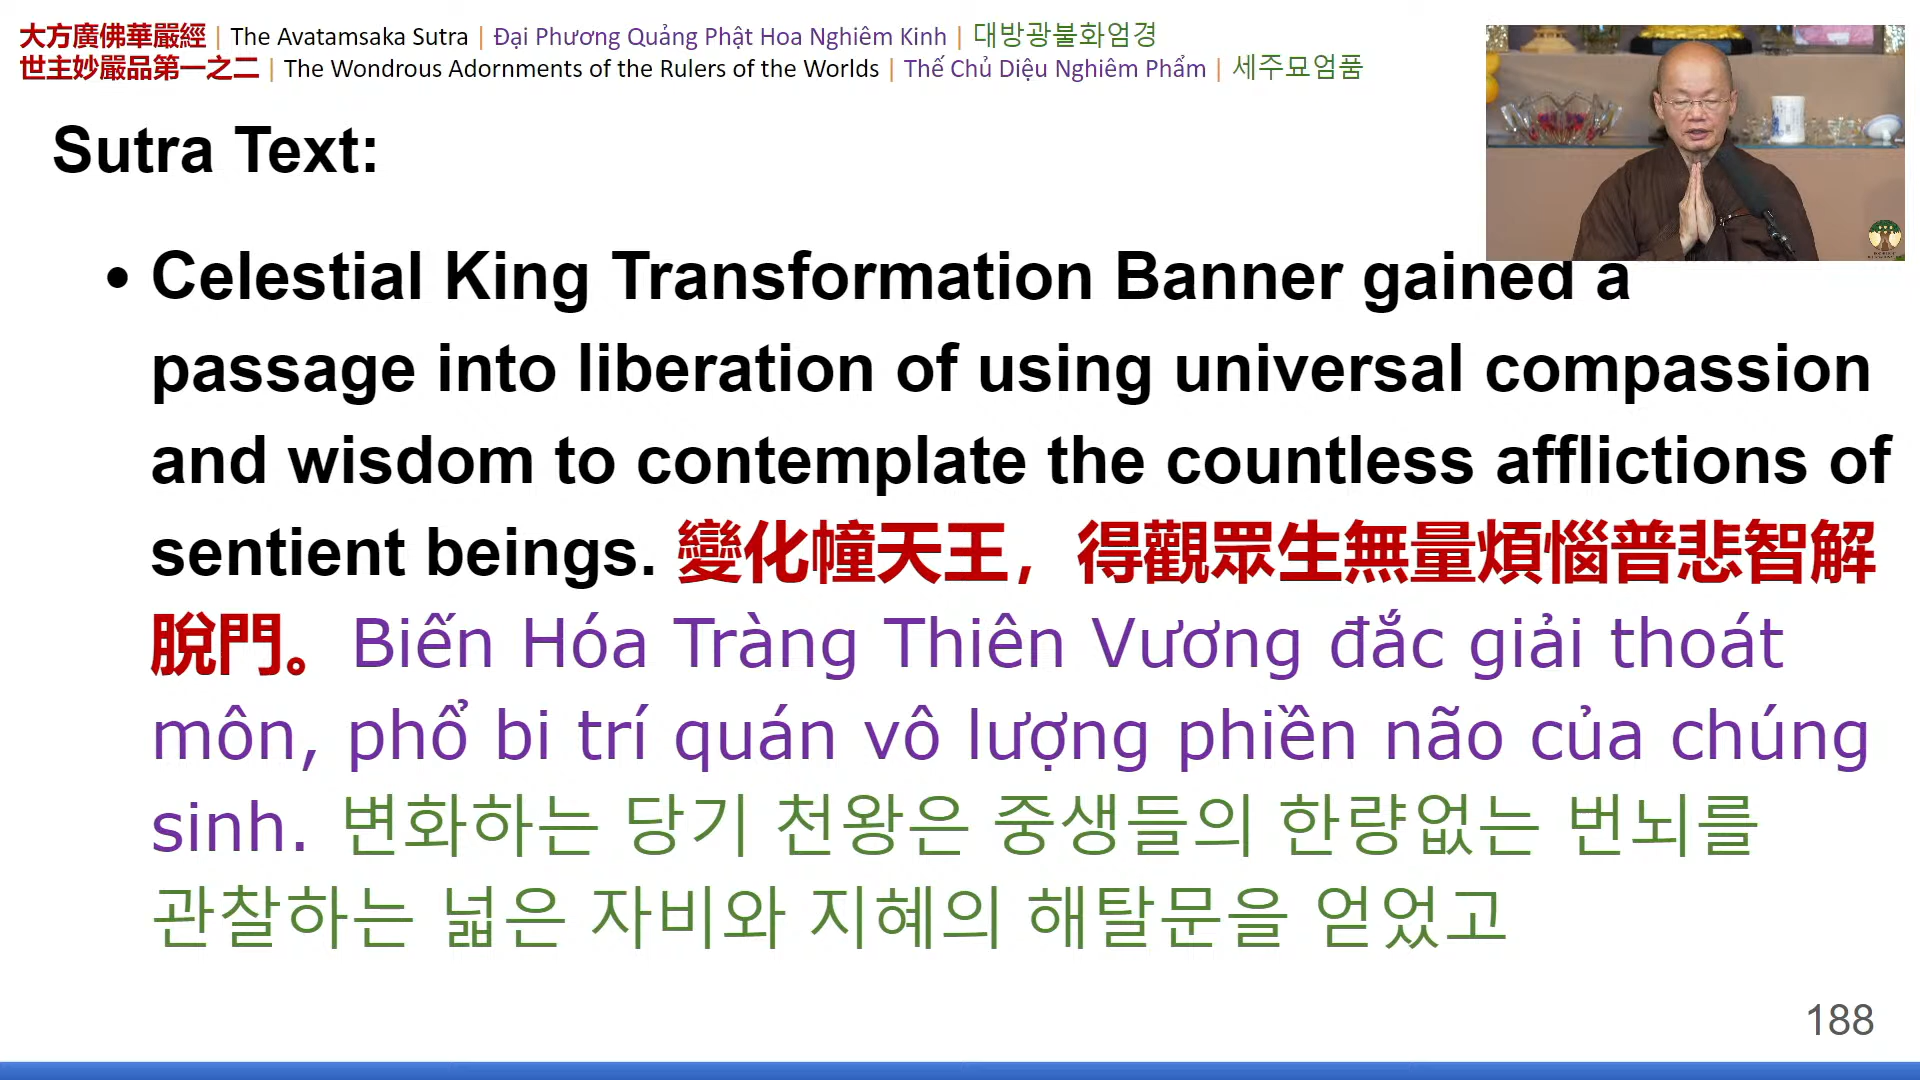 大方廣佛華嚴經 | The Avatamsaka Sutra | Đại Phương Quảng Phật Hoa Nghiêm Kinh | 대방광불화엄경
世主妙嚴品第一之二 | The Wondrous Adornments of the Rulers of the Worlds | Thế Chủ Diệu Nghiêm Phẩm | 세주묘엄품
Sutra Text:
• Celestial King Transformation Banner gained a
passage into liberation of using universal compassion
and wisdom to contemplate the countless afflictions of
sentient beings. 變化幢天王，得觀眾生無量煩惱普悲智解
脫門。Biến Hóa Tràng Thiên Vương đắc giải thoát
môn, phổ bi trí quán vô lượng phiền não của chúng
sinh. 변화하는 당기 천왕은 중생들의 한량없는 번뇌를
관찰하는 넓은 자비와 지혜의 해탈문을 얻었고
188